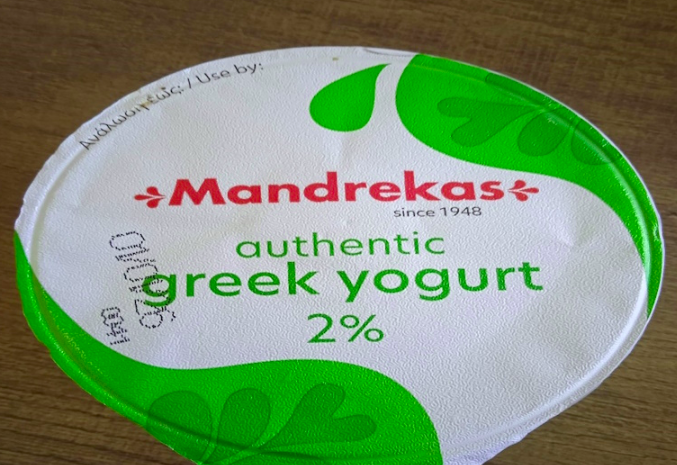 Ανάλωση έως: / Use by:
Mandrekas
since 1948
authentic
greek yogurt
2%